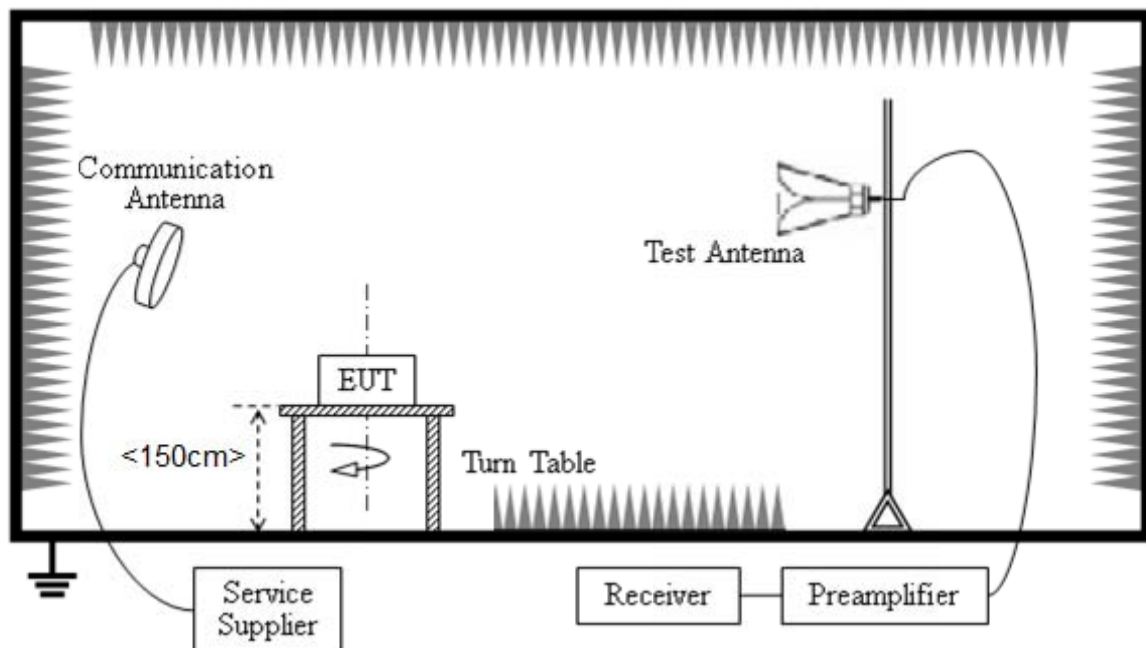 Communication
Antenna
Test Antenna
EUT
<150cm>
Turn Table
Service
Supplier
Receiver
Preamplifier